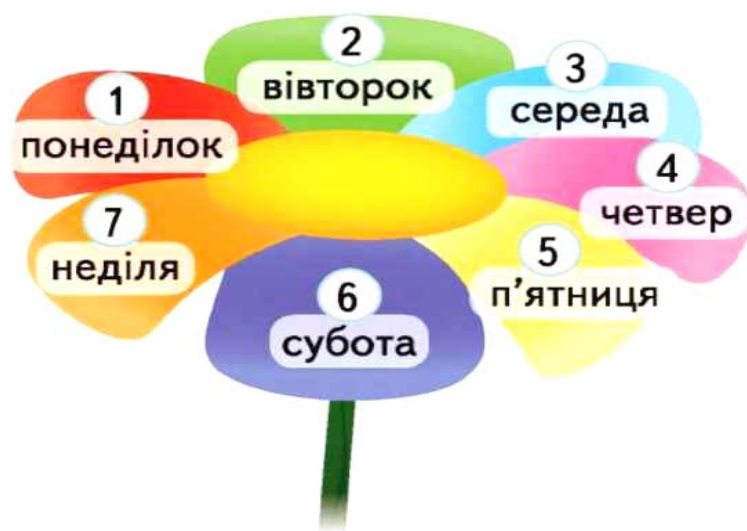 1
понеділок
2
вівторок
3
середа
4
четвер
5
п’ятниця
6
субота
7
неділя